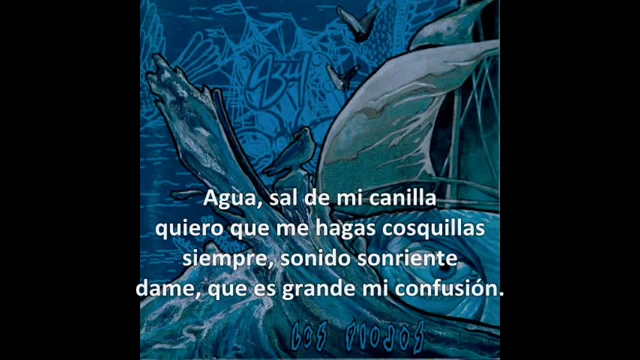 Azul
Agua, sal de mi canilla
quiero que me hagas cosquillas
siempre, sonido sonriente
dame, que es grande mi confusión.
LOS PIOJOS